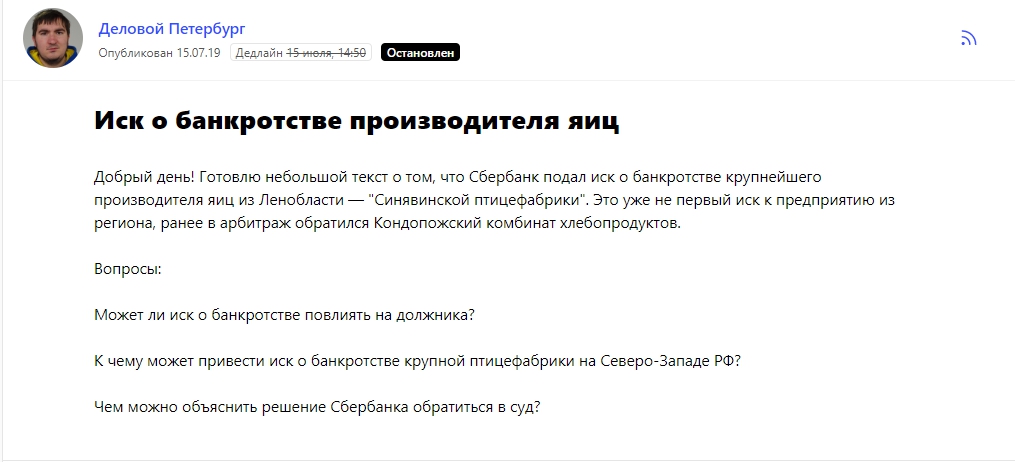 Деловой Петербург
Опубликован 15.07.19 Дедлайн 15 июля, 14:50 Остановлен
Иск о банкротстве производителя яиц
Добрый день! Готовлю небольшой текст о том, что Сбербанк подал иск о банкротстве крупнейшего
производителя яиц из Ленобласти — "Синявинской птицефабрики". Это уже не первый иск к предприятию из
региона, ранее в арбитраж обратился Кондопожский комбинат хлебопродуктов.
Вопросы:
Может ли иск о банкротстве повлиять на должника?
К чему может привести иск о банкротстве крупной птицефабрики на Северо-Западе РФ?
Чем можно объяснить решение Сбербанка обратиться в суд?